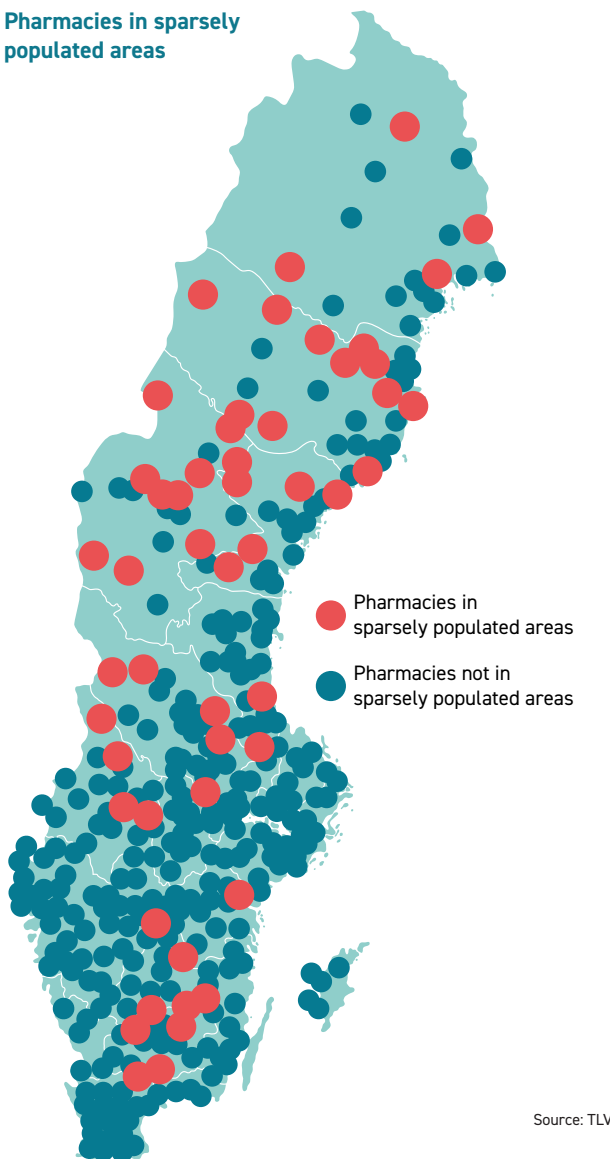 Pharmacies in sparsely
populated areas
Pharmacies in
sparsely populated areas
Pharmacies not in
sparsely populated areas
Source: TLV